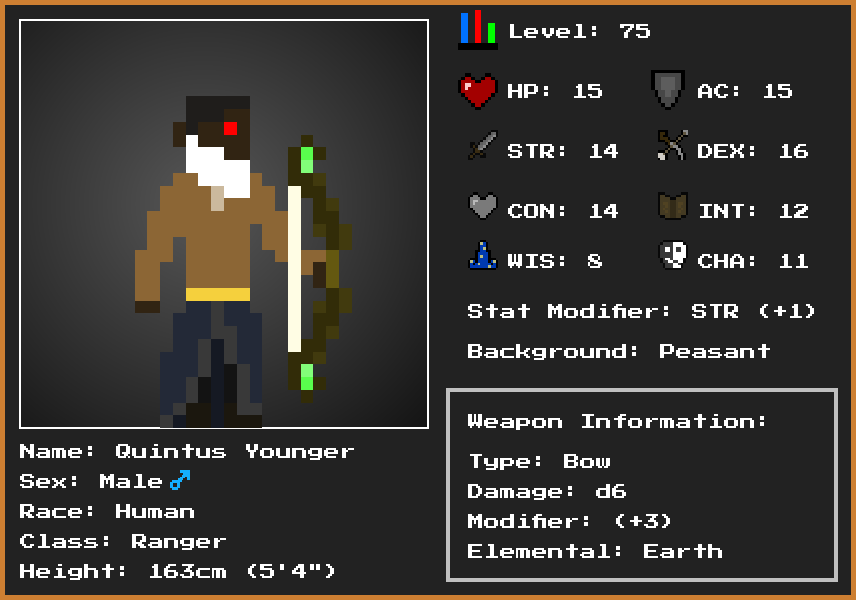 Level: 75
HP: 15 AC: 15
STR: 14 DEX: 16
CON: 14 INT: 12
WIS: 8 CHA: 11
Stat Modifier: STR (+1)
Background: Peasant
Weapon Information:
Type: Bow
Damage: d6
Modifier: (+3)
Elemental: Earth
Name: Quintus Younger
Sex: Male ♂
Race: Human
Class: Ranger
Height: 163cm (5'4")